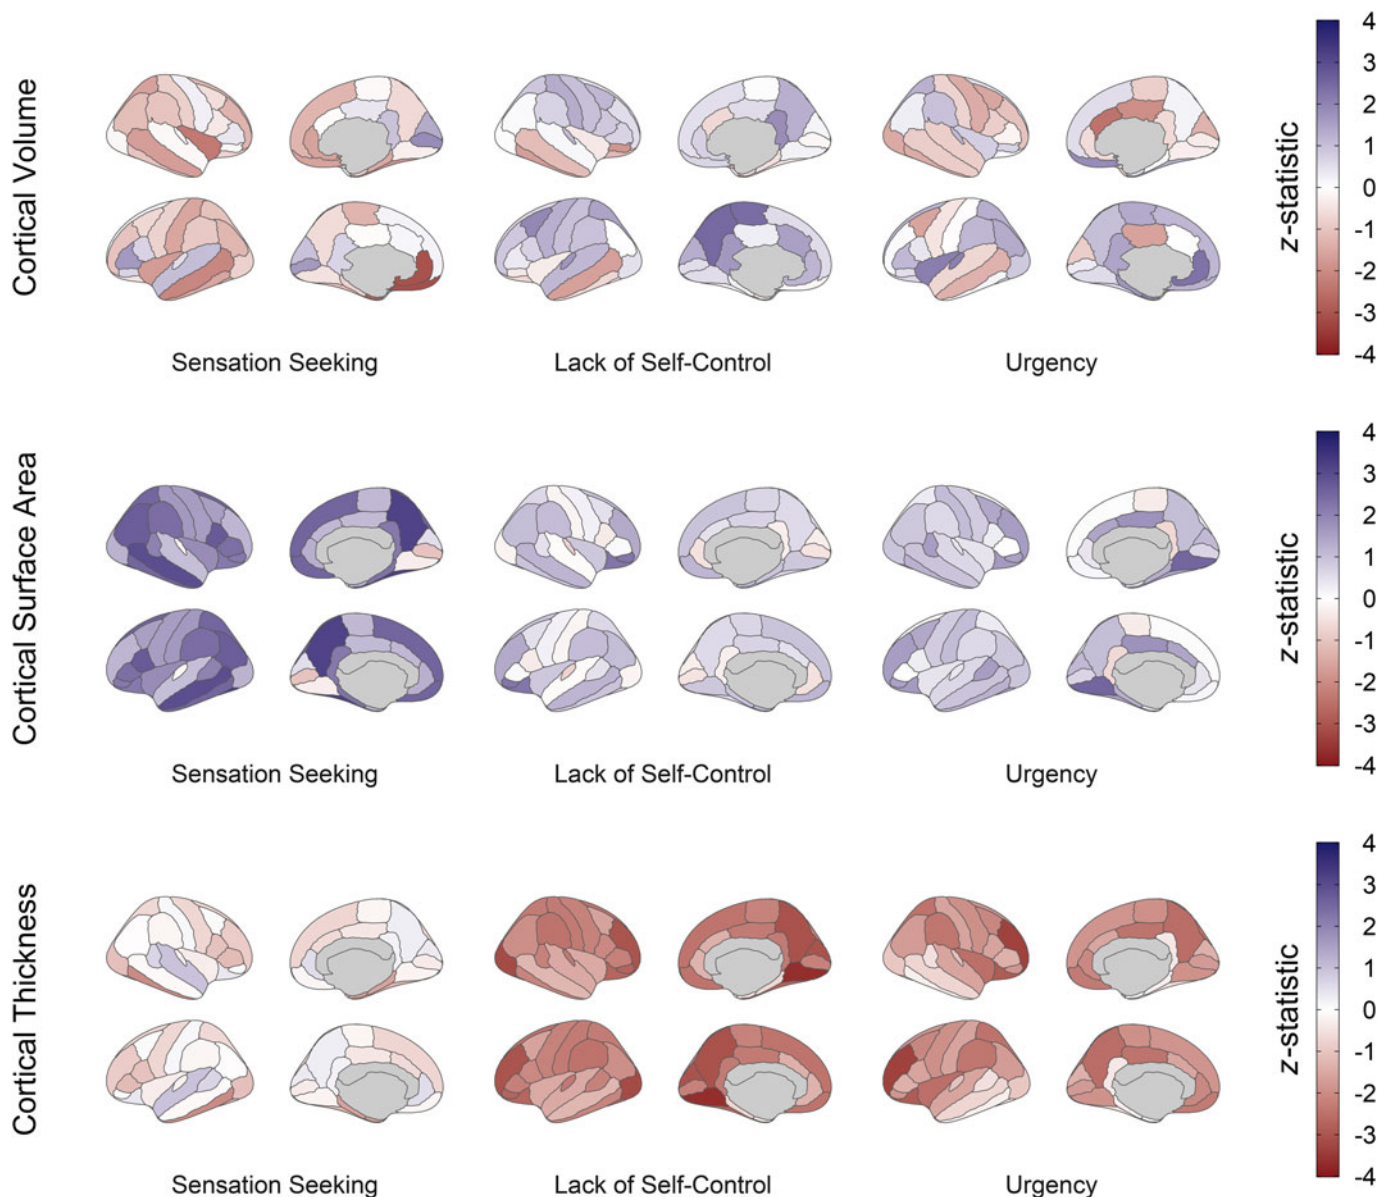 Cortical Volume
Sensation Seeking
Lack of Self-Control
Urgency
z-statistic
4
3
2
1
0
-1
-2
-3
-4
Cortical Surface Area
Sensation Seeking
Lack of Self-Control
Urgency
z-statistic
4
3
2
1
0
-1
-2
-3
-4
Cortical Thickness
Sensation Seeking
Lack of Self-Control
Urgency
z-statistic
4
3
2
1
0
-1
-2
-3
-4